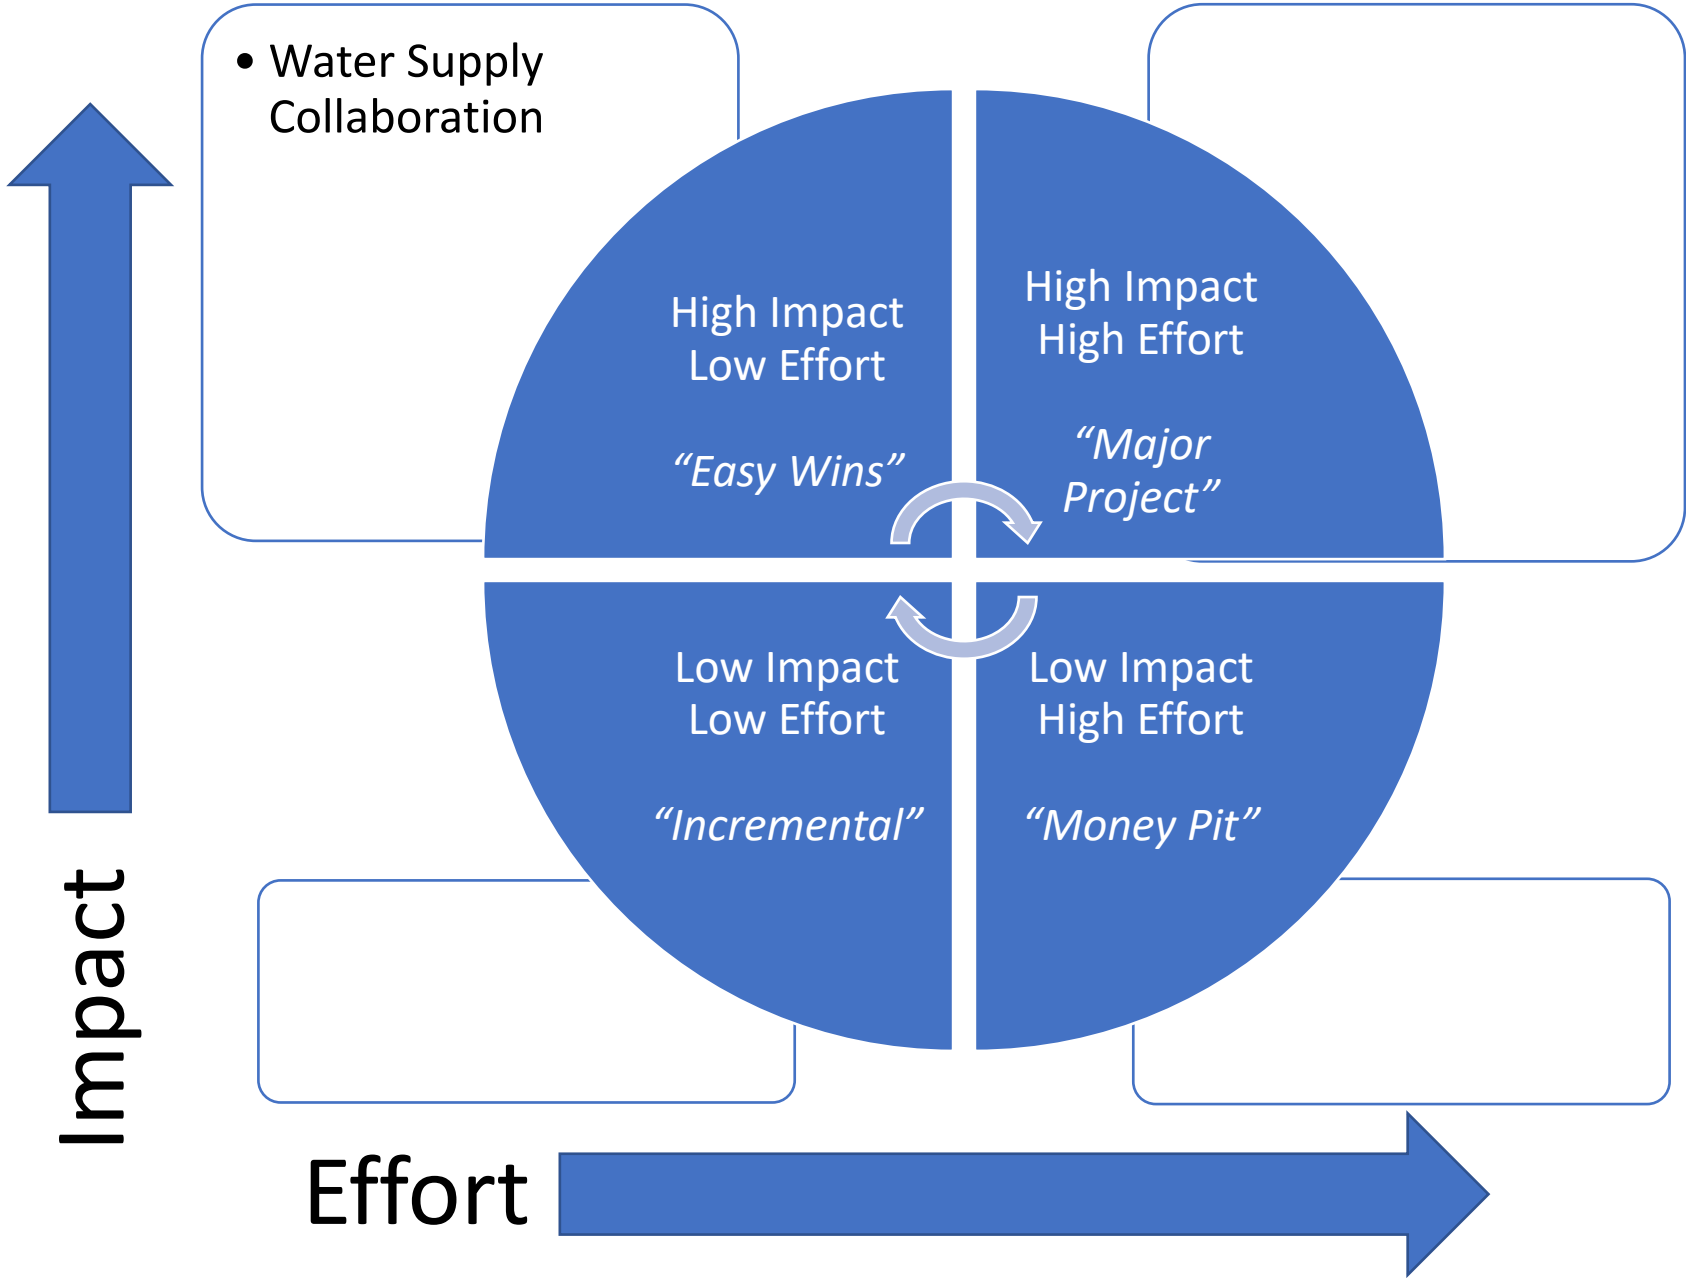 • Water Supply
Collaboration
High Impact
Low Effort
“Easy Wins”
High Impact
High Effort
“Major
Project”
Low Impact
Low Effort
“Incremental”
Low Impact
High Effort
“Money Pit”
Impact
Effort